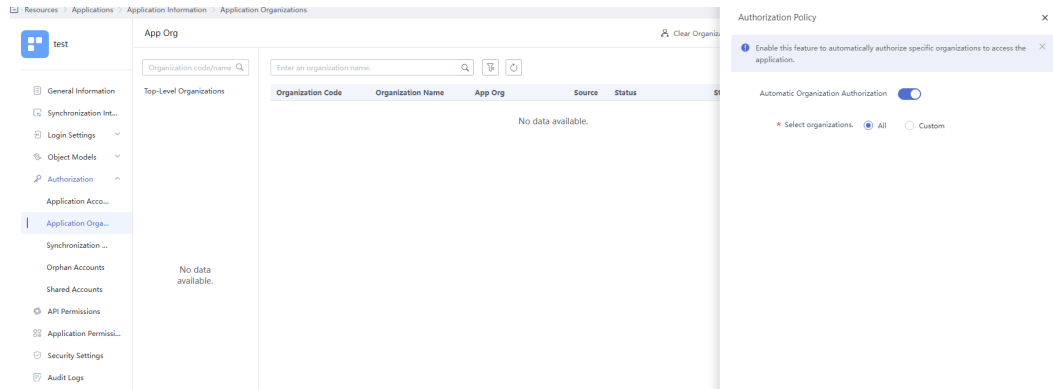 Resources > Applications > Application Information > Application Organizations
test
General Information
Synchronization Int...
Login Settings
Object Models
Authorization
Application Acco...
Application Orga...
Synchronization ...
Orphan Accounts
Shared Accounts
API Permissions
Application Permissi...
Security Settings
Audit Logs
App Org
Clear Organiz
Organization code/name
Top-Level Organizations
No data
available.
Enter an organization name.
Organization Code Organization Name App Org Source Status
No data available.
Authorization Policy
Enable this feature to automatically authorize specific organizations to access the
application.
Automatic Organization Authorization
* Select organizations. All Custom